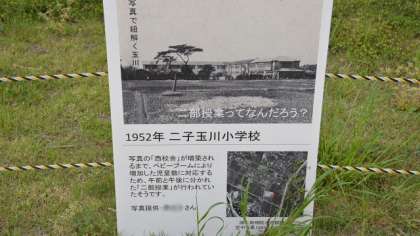 写真で紐解く玉川
二部授業ってなんだろう?
1952年 二子玉川小学校
写真の「西校舎」が増築され
るまで、ベビーブームにより
増加した児童数に対応する
ため、午前と午後に分かれ
た「二部授業」が行われてい
たそうです。
写真提供
さん